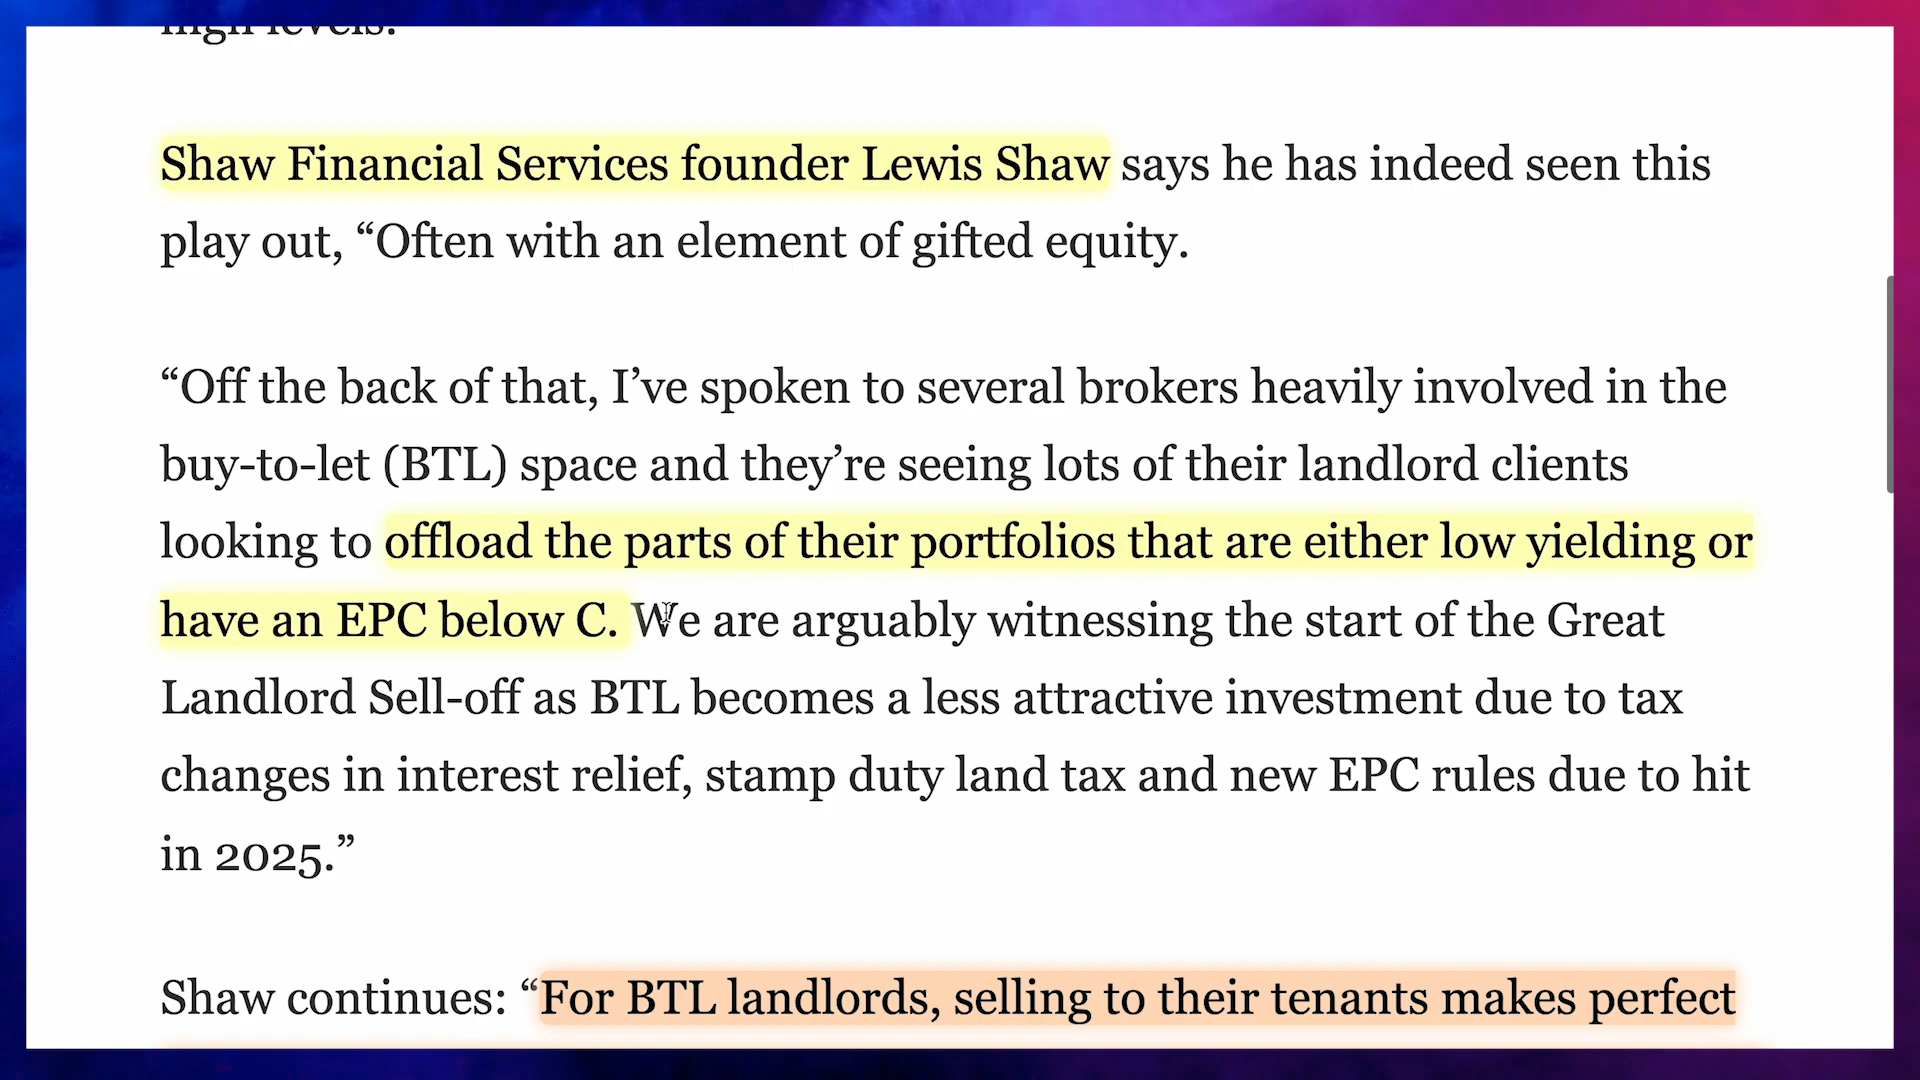 high levels.
Shaw Financial Services founder Lewis Shaw says he has indeed seen this
play out, “Often with an element of gifted equity.
“Off the back of that, I’ve spoken to several brokers heavily involved in the
buy-to-let (BTL) space and they’re seeing lots of their landlord clients
looking to offload the parts of their portfolios that are either low yielding or
have an EPC below C. We are arguably witnessing the start of the Great
Landlord Sell-off as BTL becomes a less attractive investment due to tax
changes in interest relief, stamp duty land tax and new EPC rules due to hit
in 2025.”
Shaw continues: “For BTL landlords, selling to their tenants makes perfect